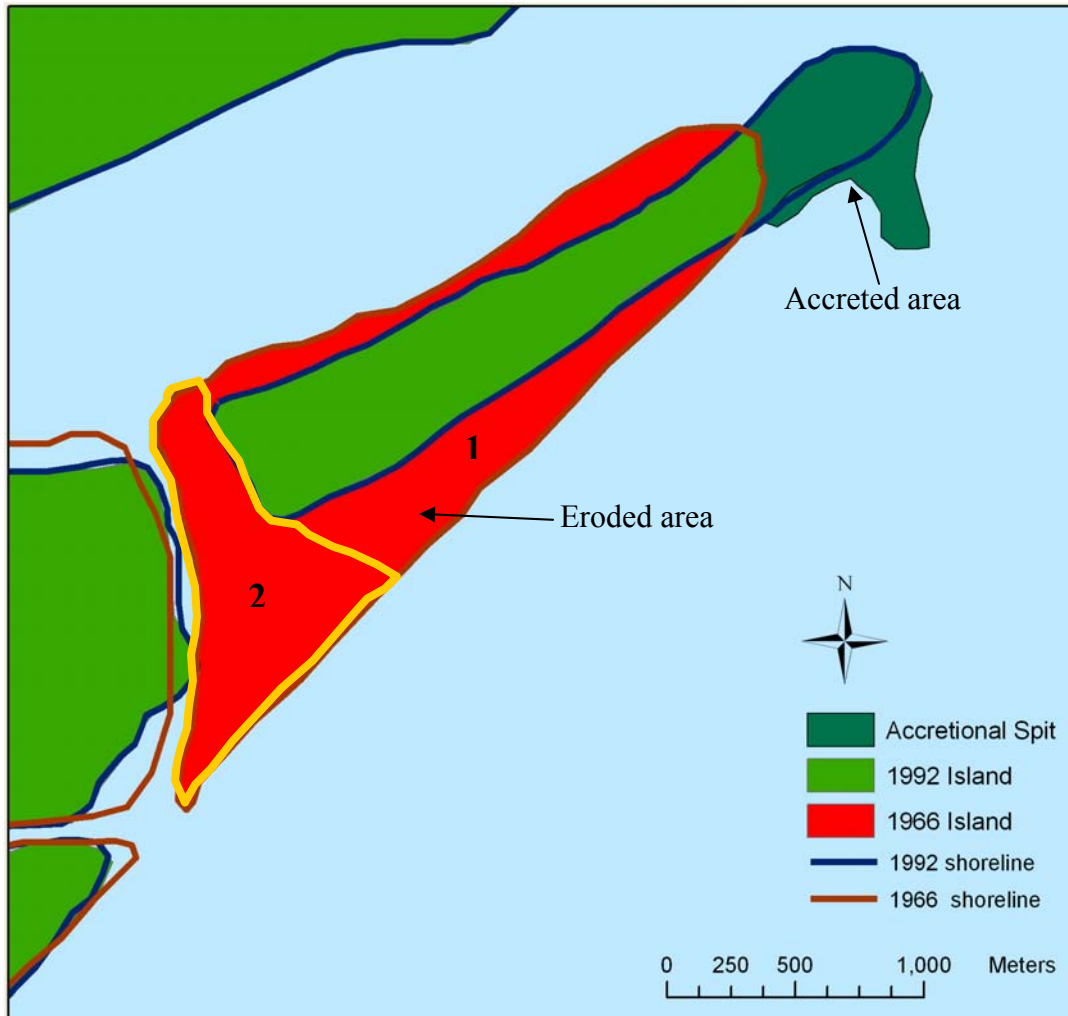 Accreted area
1
Eroded area
2
N
Accretional Spit
1992 Island
1966 Island
1992 shoreline
1966 shoreline
0 250 500 1,000 Meters